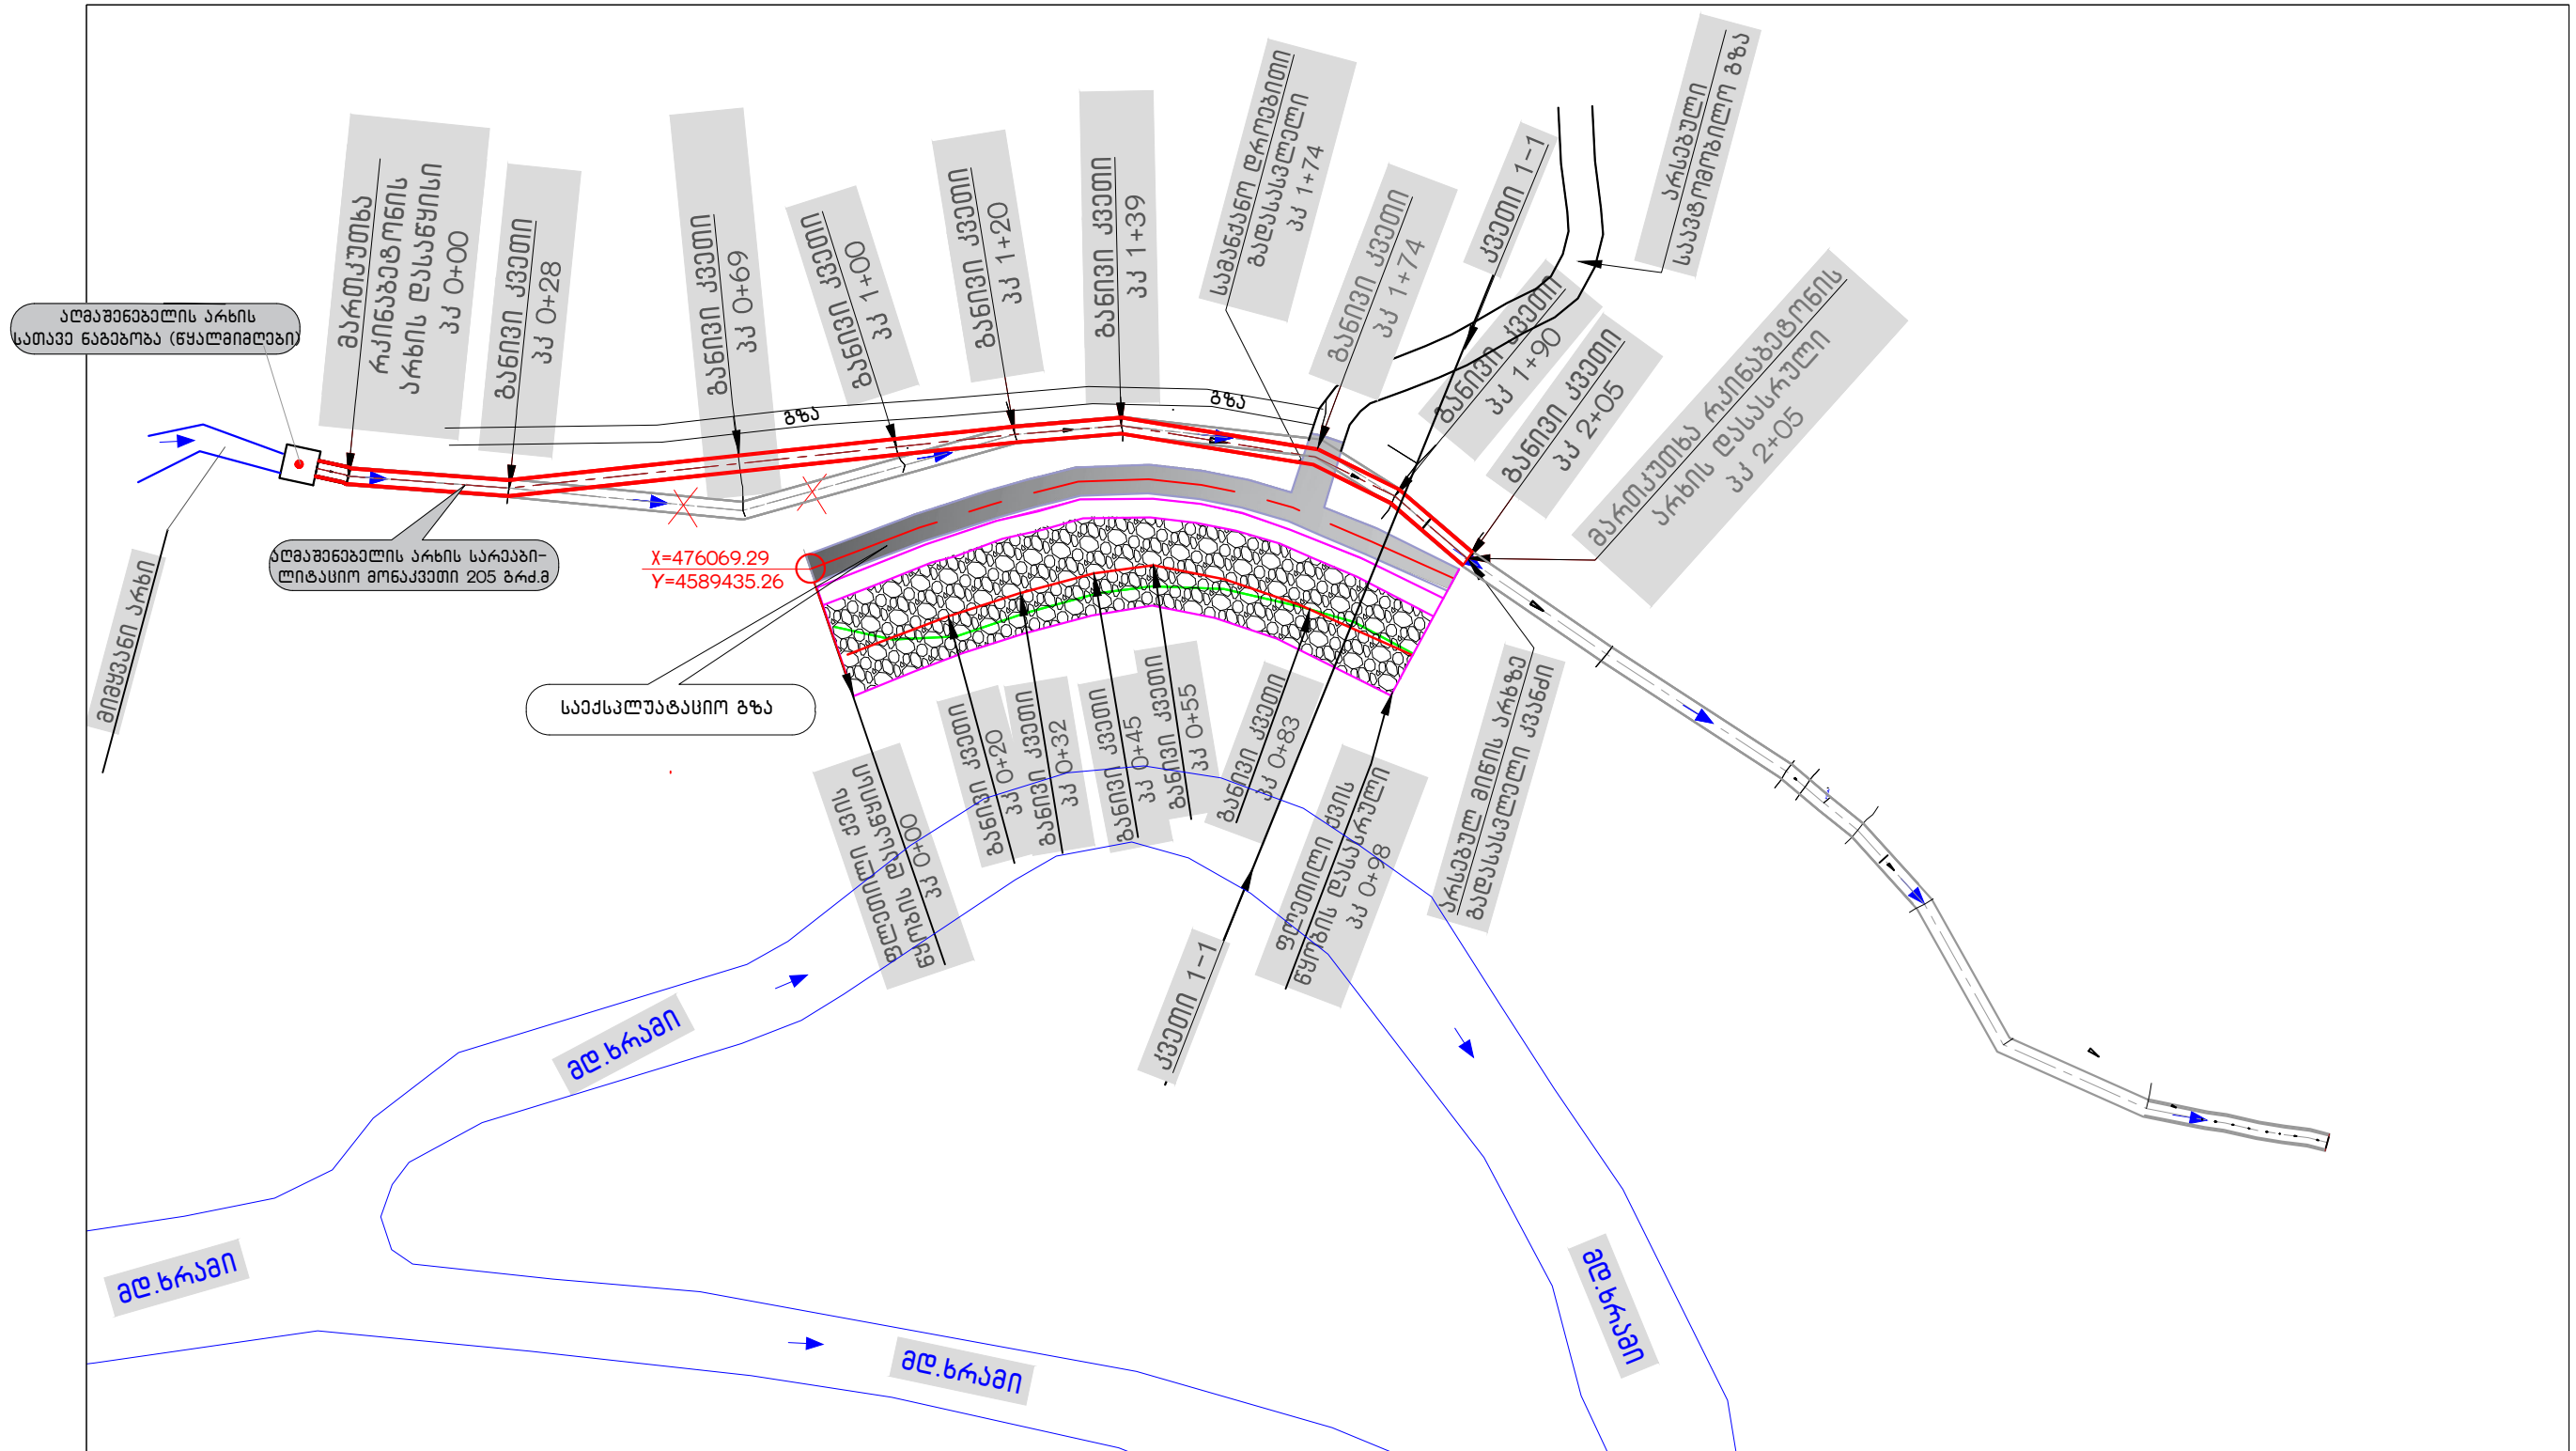 აღმაშენებელის არხის
სათავე ნაგებობა (წყალმიმღები)
მართკუთხა
რკინაბეტონის
არხის დასაწყისი
პკ 0+00
განივი კვეთი
პკ 0+28
განივი კვეთი
პკ 0+69
განივი კვეთი
პკ 1+00
განივი კვეთი
პკ 1+20
განივი კვეთი
პკ 1+39
სამანქანო დროებითი
გადასასვლელი
პკ 1+74
განივი კვეთი
პკ 1+74
კვეთი 1-1
არსებული
საავტომობილო გზა
განივი კვეთი
პკ 1+90
განივი კვეთი
პკ 2+05
მართკუთხა რკინაბეტონის
არხის დასასრული
პკ 2+05
გზა
გზა
აღმაშენებელის არხის სარეაბი-
ლიტაციო მონაკვეთი 205 გრძ.მ
მიმყვანი არხი
X=476069.29
Y=4589435.26
საექსპლუატაციო გზა
ფლეთილი ქვის
წყობის დასაწყისი
პკ 0+00
განივი კვეთი
პკ 0+20
განივი კვეთი
პკ 0+32
განივი კვეთი
პკ 0+45
განივი კვეთი
პკ 0+55
განივი კვეთი
პკ 0+83
ფლეთილი ქვის
წყობის დასასრული
პკ 0+98
არსებულ მიწის არხზე
გადასასვლელი კვანძი
კვეთი 1-1
მდ.ხრამი
მდ.ხრამი
მდ.ხრამი
მდ.ხრამი